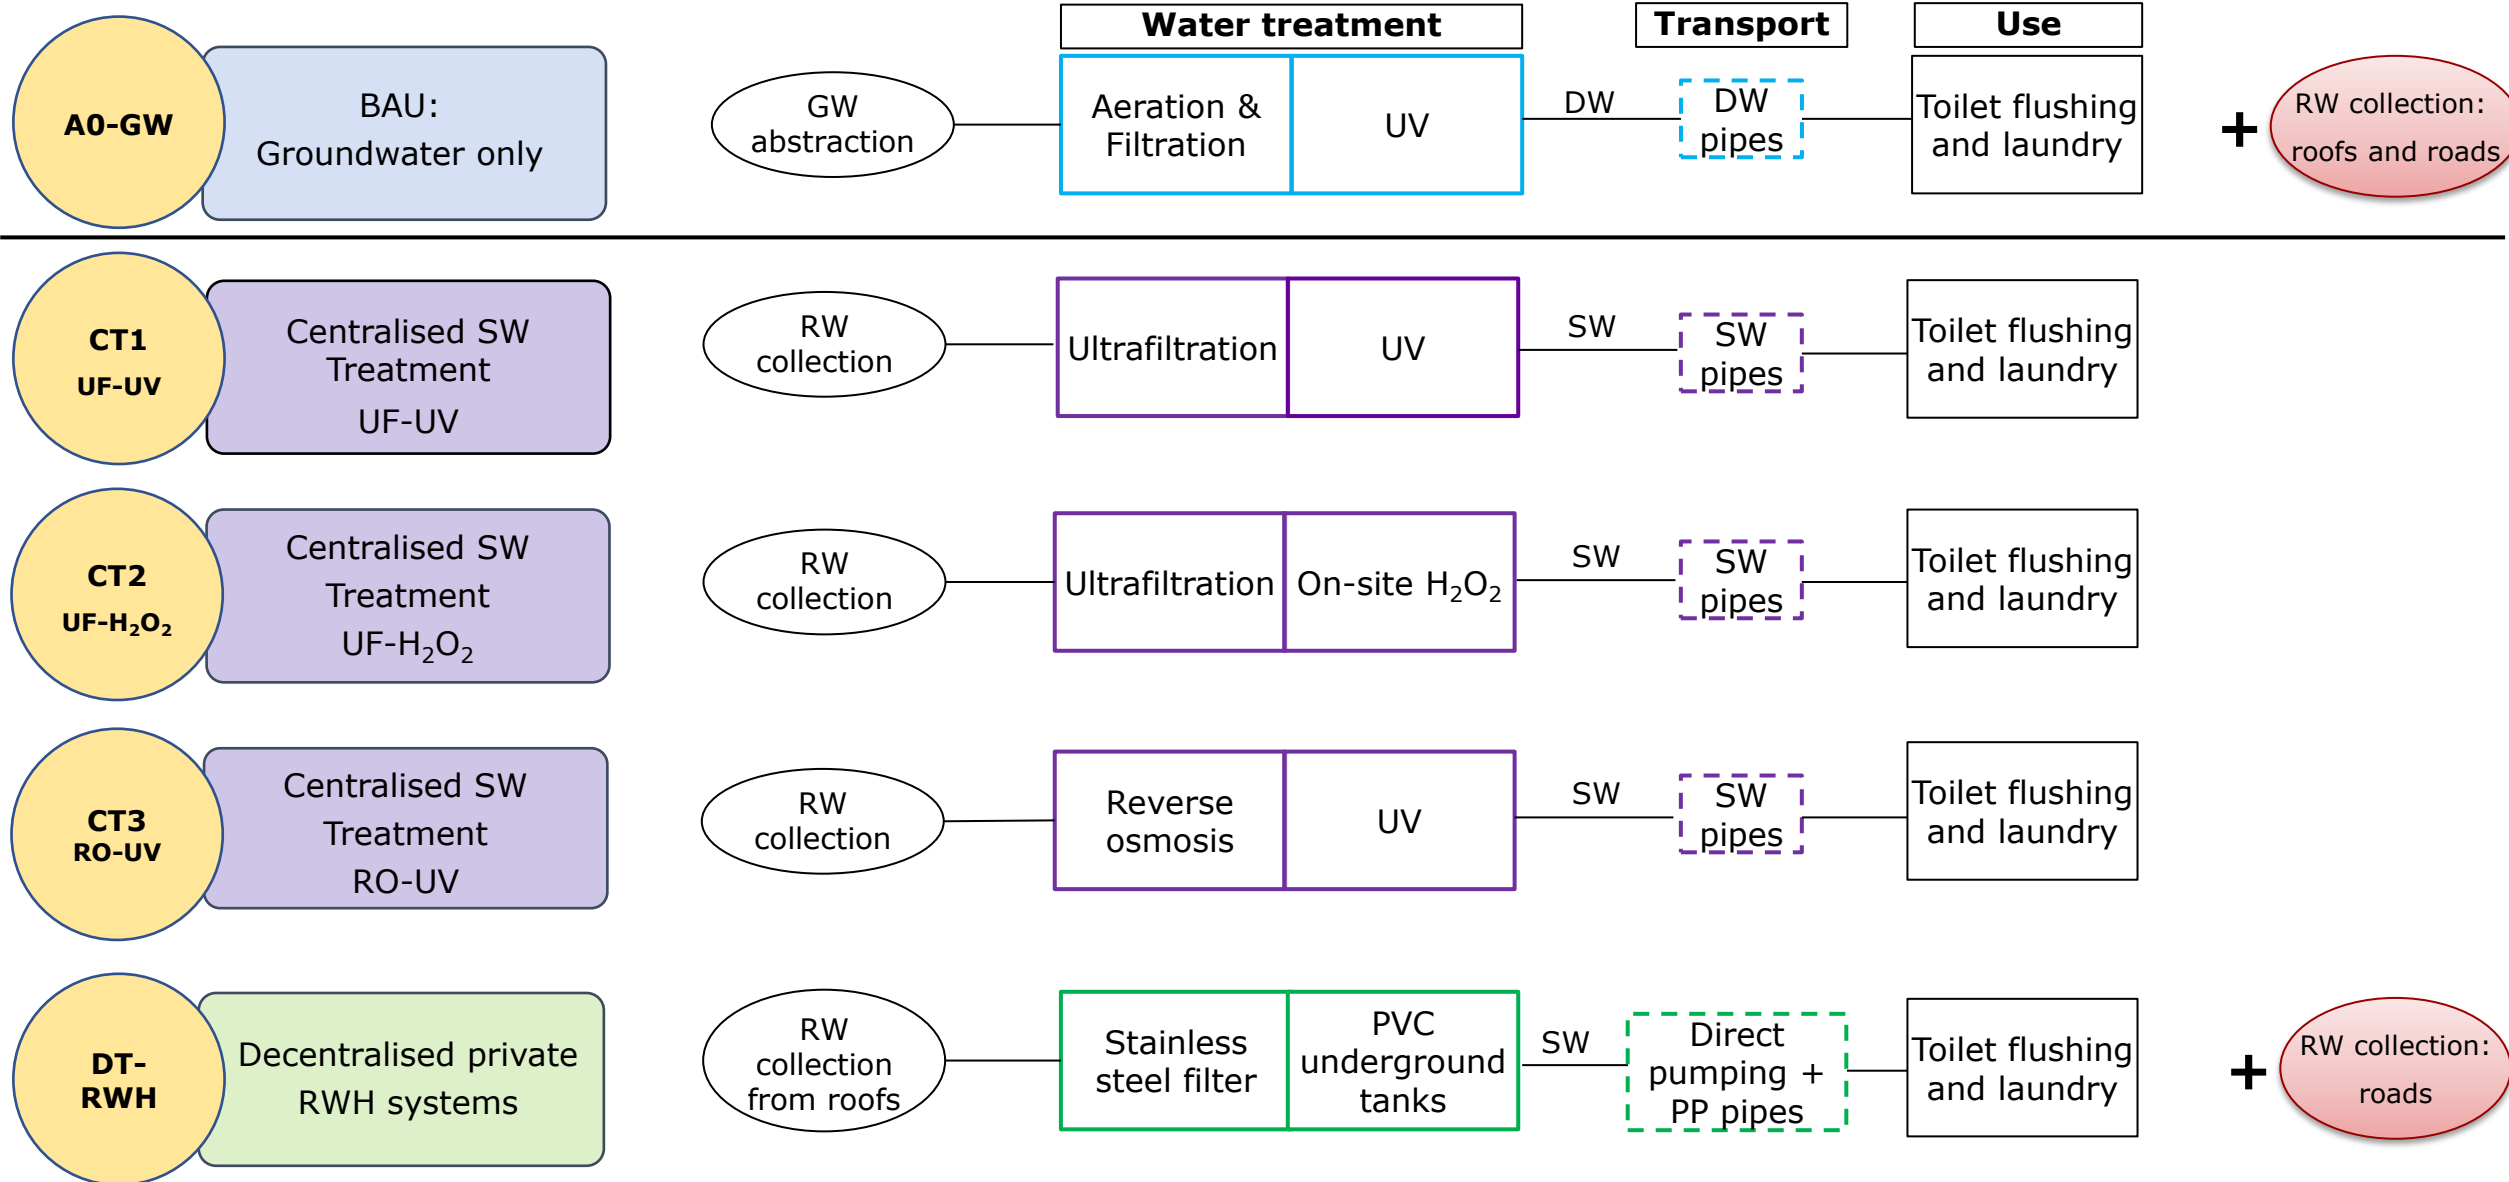 Water treatment
Transport
Use
A0-GW
BAU:
Groundwater only
GW
abstraction
Aeration &
Filtration
UV
DW
DW
pipes
Toilet flushing
and laundry
+
RW collection:
roofs and roads
CT1
UF-UV
Centralised SW
Treatment
UF-UV
RW
collection
Ultrafiltration
UV
SW
SW
pipes
Toilet flushing
and laundry
CT2
UF-H₂O₂
Centralised SW
Treatment
UF-H₂O₂
RW
collection
Ultrafiltration
On-site H₂O₂
SW
SW
pipes
Toilet flushing
and laundry
CT3
RO-UV
Centralised SW
Treatment
RO-UV
RW
collection
Reverse
osmosis
UV
SW
SW
pipes
Toilet flushing
and laundry
DT-
RWH
Decentralised private
RWH systems
RW
collection
from roofs
Stainless
steel filter
PVC
underground
tanks
SW
Direct
pumping +
PP pipes
Toilet flushing
and laundry
+
RW collection:
roads